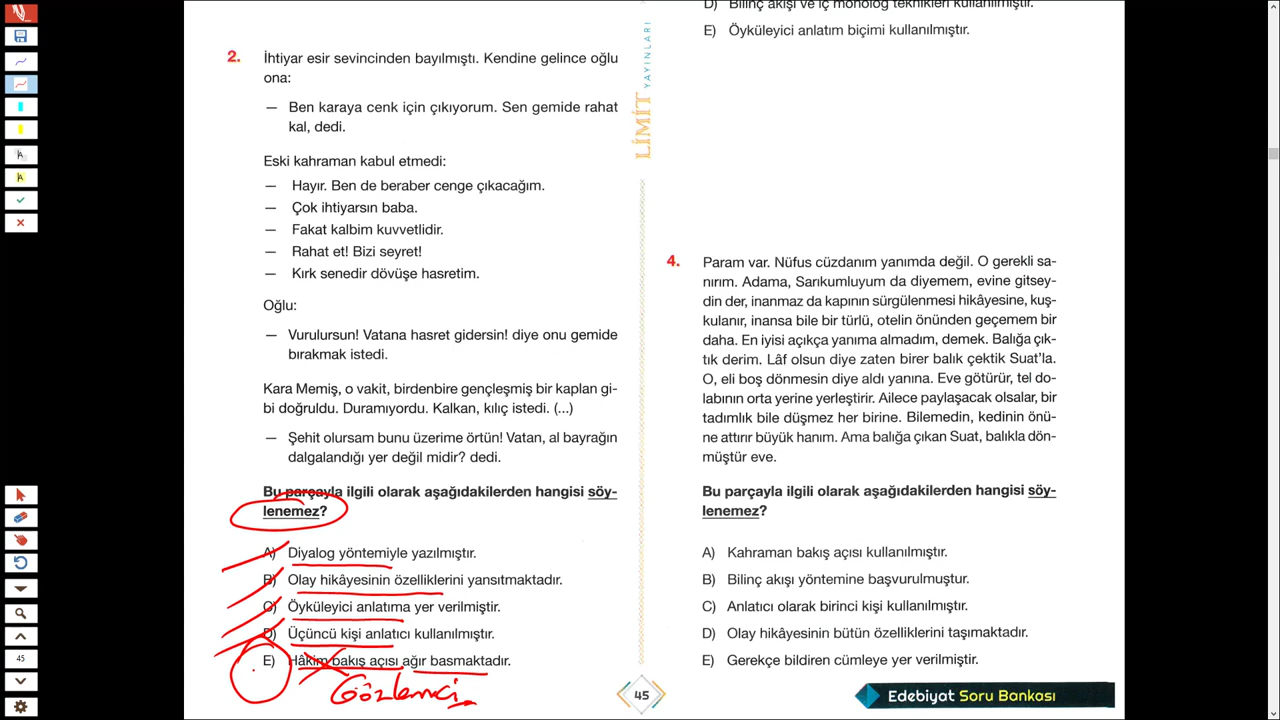 2. İhtiyar esir sevincinden bayılmıştı. Kendine gelince oğlu
ona:
— Ben karaya cenk için çıkıyorum. Sen gemide rahat
kal, dedi.
Eski kahraman kabul etmedi:
— Hayır. Ben de beraber cenge çıkacağım.
— Çok ihtiyarsın baba.
— Fakat kalbim kuvvetlidir.
— Rahat et! Bizi seyret!
— Kırk senedir dövüşe hasretim.
Oğlu:
— Vurulursun! Vatana hasret gidersin! diye onu gemide
bırakmak istedi.
Kara Memiş, o vakit, birdenbire gençleşmiş bir kaplan gi-
bi doğruldu. Duramıyordu. Kalkan, kılıç istedi. (...)
— Şehit olursam bunu üzerime örtün! Vatan, al bayrağın
dalgalandığı yer değil midir? dedi.
Bu parçayla ilgili olarak aşağıdakilerden hangisi söy-
lenemez?
A) Diyalog yöntemiyle yazılmıştır.
B) Olay hikâyesinin özelliklerini yansıtmaktadır.
C) Öyküleyici anlatıma yer verilmiştir.
D) Üçüncü kişi anlatıcı kullanılmıştır.
E) Hâkim bakış açısı ağır basmaktadır.
Gözlemci
LİMİT YAYINLARI
D) Bilinç akışı ve iç monolog teknikleri kullanılmıştır.
E) Öyküleyici anlatım biçimi kullanılmıştır.
4. Param var. Nüfus cüzdanım yanımda değil. O gerekli sa-
nırım. Adama, Sarıkumluyum da diyemem, evine gitsey-
din der, inanmaz da kapının sürgülenmesi hikâyesine, kuş-
kulanır, inansa bile bir türlü, otelin önünden geçemem bir
daha. En iyisi açıkça yanıma almadım, demek. Balığa çık-
tık derim. Lâf olsun diye zaten birer balık çektik Suat'la.
O, eli boş dönmesin diye aldı yanına. Eve götürür, tel do-
labının orta yerine yerleştirir. Ailece paylaşacak olsalar, bir
tadımlık bile düşmez her birine. Bilemedin, kedinin önü-
ne attırır büyük hanım. Ama balığa çıkan Suat, balıkla dön-
müştür eve.
Bu parçayla ilgili olarak aşağıdakilerden hangisi söy-
lenemez?
A) Kahraman bakış açısı kullanılmıştır.
B) Bilinç akışı yöntemine başvurulmuştur.
C) Anlatıcı olarak birinci kişi kullanılmıştır.
D) Olay hikâyesinin bütün özelliklerini taşımaktadır.
E) Gerekçe bildiren cümleye yer verilmiştir.
45
Edebiyat Soru Bankası
A
A
45